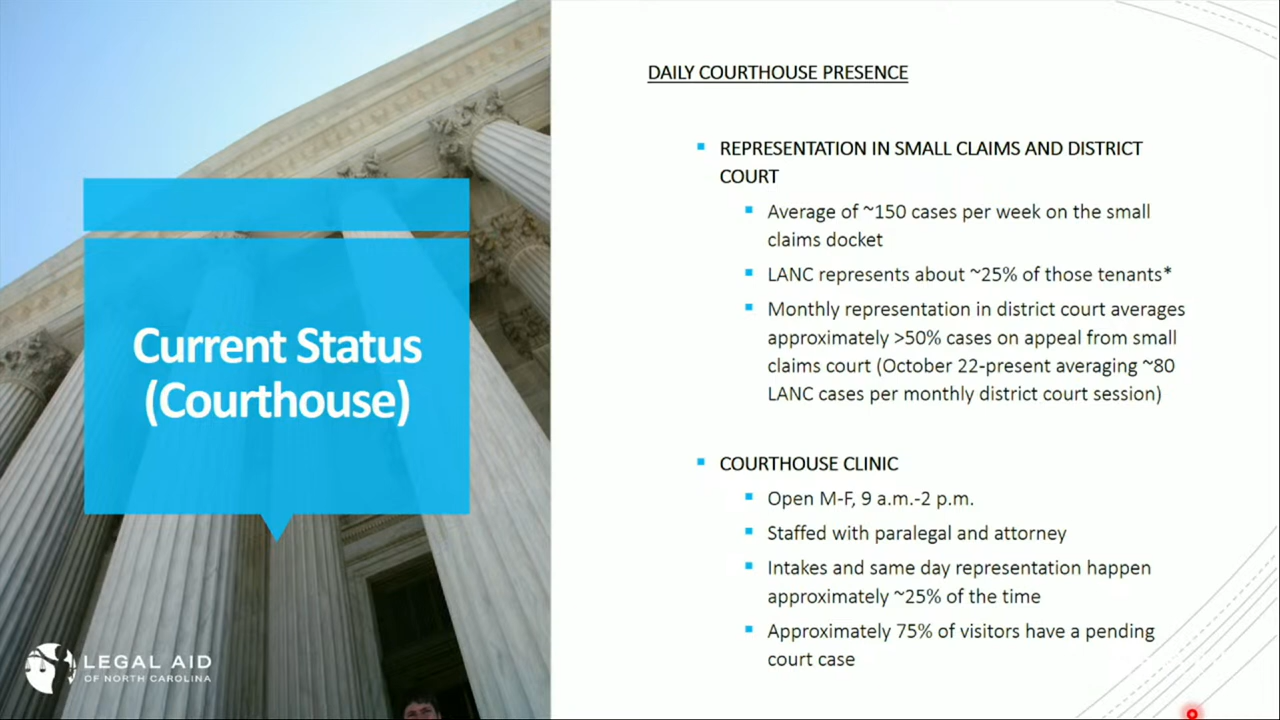 Current Status
(Courthouse)
LEGAL AID
OF NORTH CAROLINA
DAILY COURTHOUSE PRESENCE
REPRESENTATION IN SMALL CLAIMS AND DISTRICT
COURT
Average of ~150 cases per week on the small
claims docket
LANC represents about ~25% of those tenants*
Monthly representation in district court averages
approximately >50% cases on appeal from small
claims court (October 22-present averaging ~80
LANC cases per monthly district court session)
COURTHOUSE CLINIC
Open M-F, 9 a.m.-2 p.m.
Staffed with paralegal and attorney
Intakes and same day representation happen
approximately ~25% of the time
Approximately 75% of visitors have a pending
court case